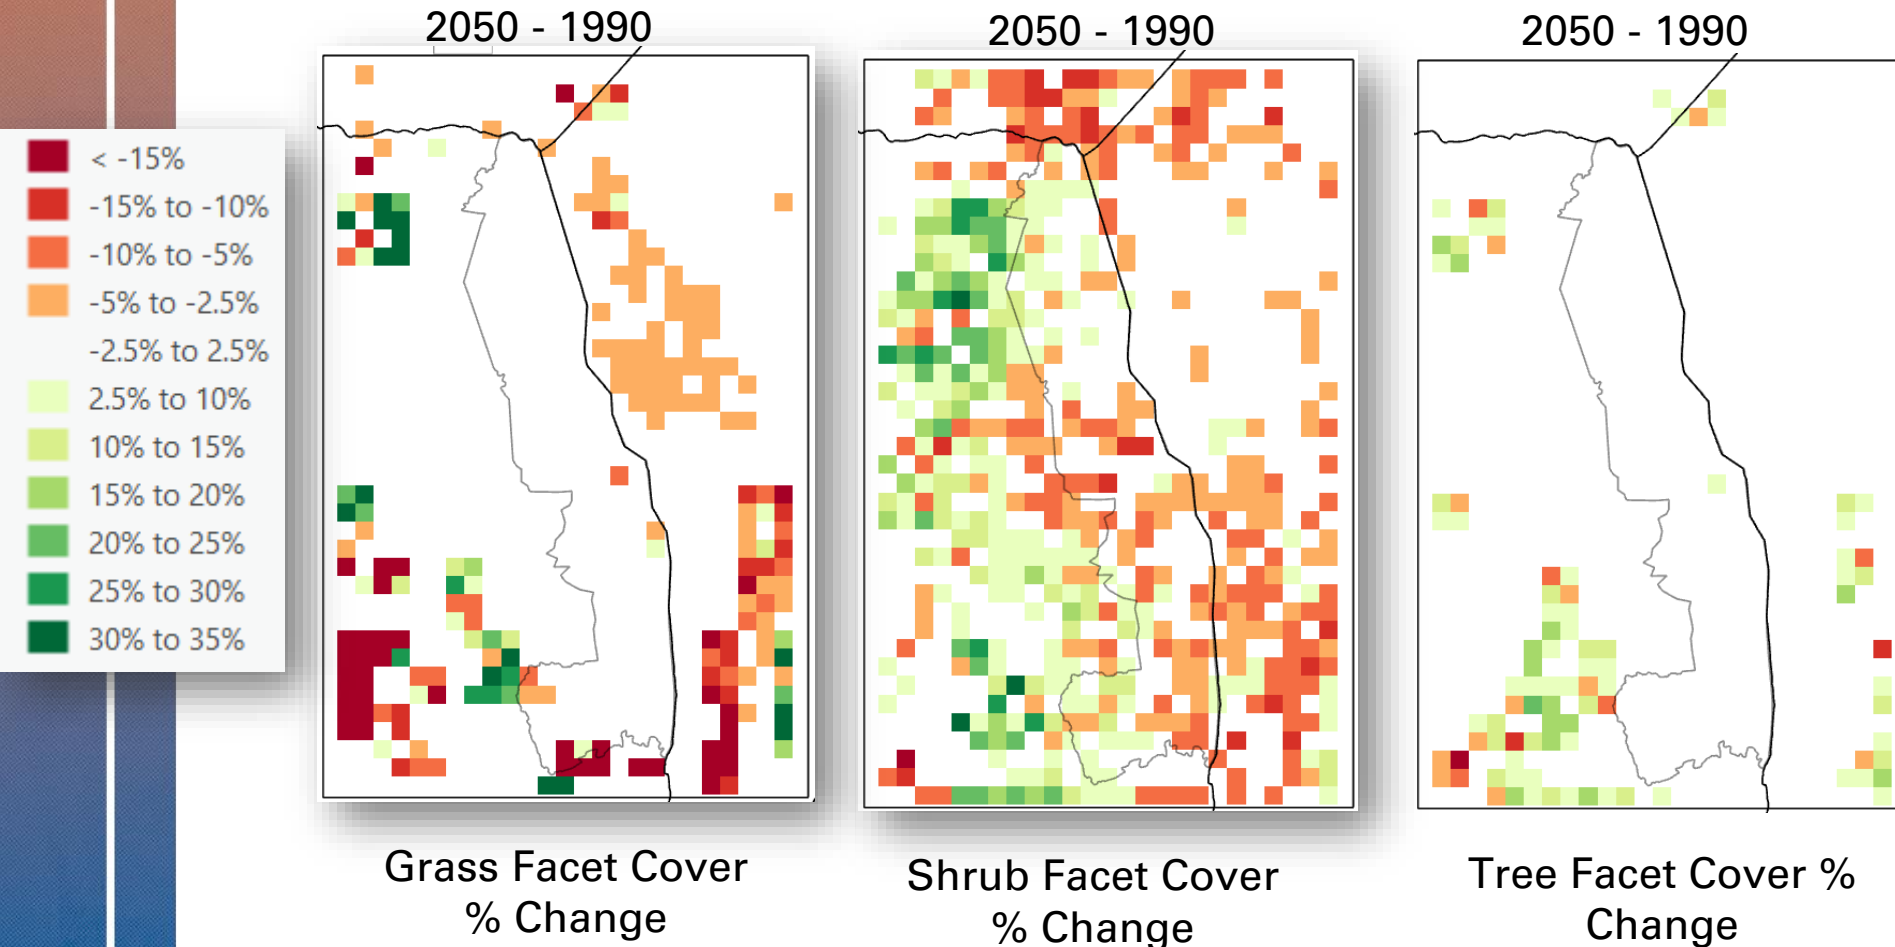 2050 - 1990
2050 - 1990
2050 - 1990
< -15%
-15% to -10%
-10% to -5%
-5% to -2.5%
-2.5% to 2.5%
2.5% to 10%
10% to 15%
15% to 20%
20% to 25%
25% to 30%
30% to 35%
Grass Facet Cover
% Change
Shrub Facet Cover
% Change
Tree Facet Cover %
Change